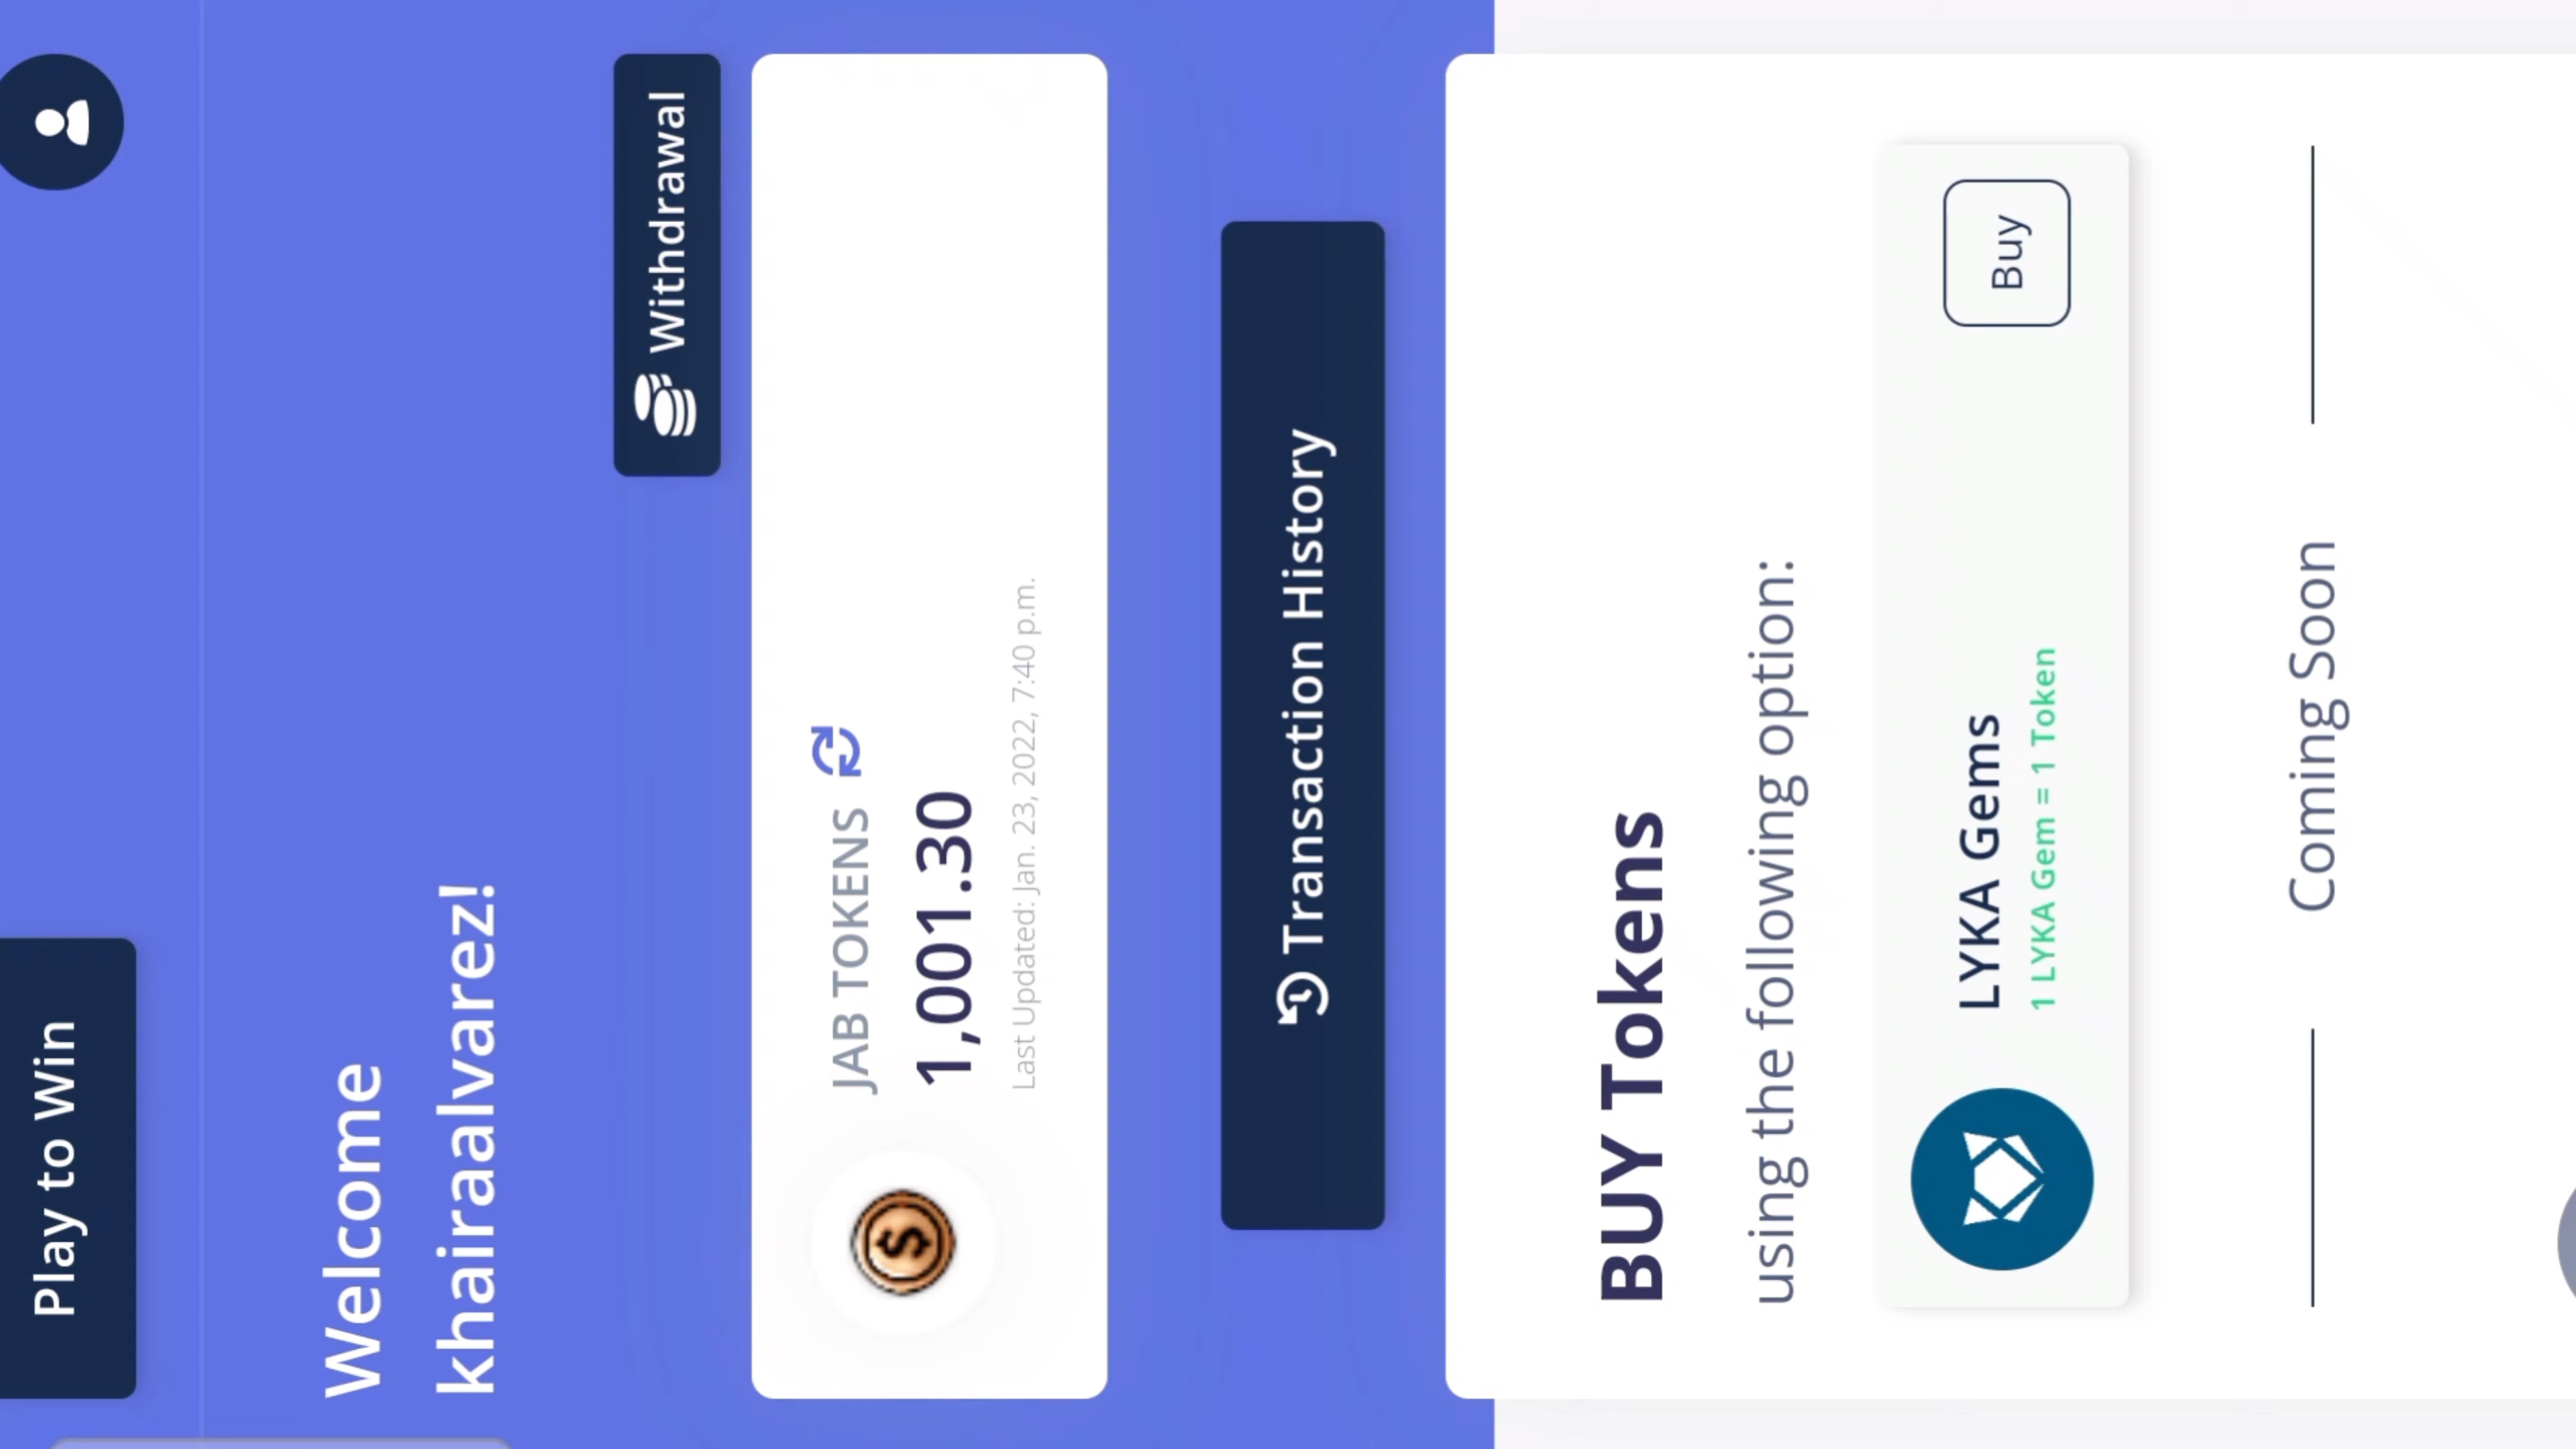 Play to Win
Welcome
khairaalvarez!
Withdrawal
JAB TOKENS
1,001.30
Last Updated: Jan. 23, 2022, 7:40 p.m.
Transaction History
BUY Tokens
using the following option:
LYKA Gems
1 LYKA Gem = 1 Token
Buy
Coming Soon